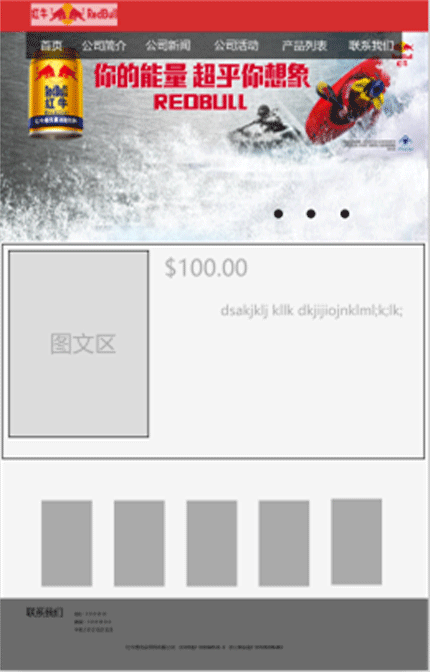 红牛 RedBull
首页 公司简介 公司新闻 公司活动 产品列表 联系我们
你的能量 超乎你想象
REDBULL
RedBull
红牛
$100.00
dsakjklj kllk dkjijiojnklml;k;lk;
图文区
联系我们